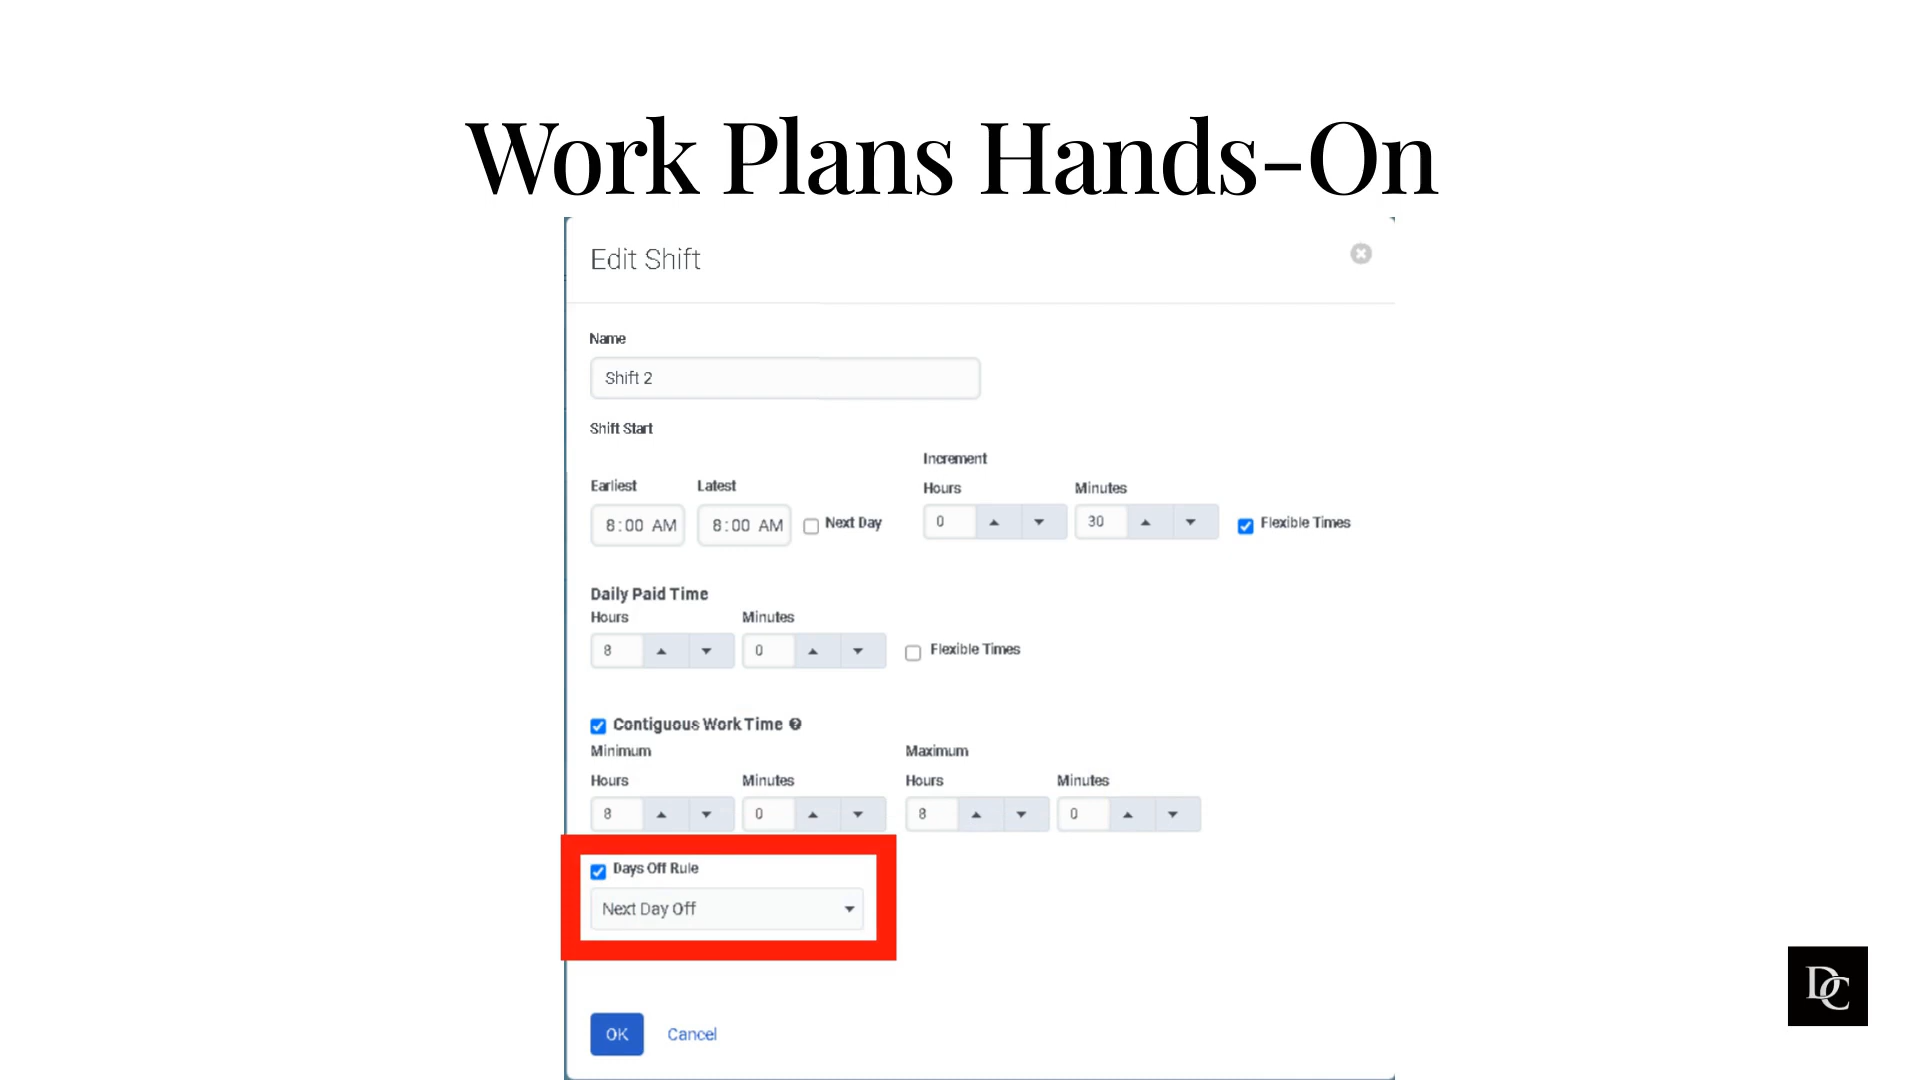 Work Plans Hands-On
Edit Shift
Name
Shift 2
Shift Start
Increment
Earliest Latest Hours Minutes
8:00 AM 8:00 AM Next Day 0 30 Flexible Times
Daily Paid Time
Hours Minutes
8 0 Flexible Times
Contiguous Work Time
Minimum Maximum
Hours Minutes Hours Minutes
8 0 8 0
Days Off Rule
Next Day Off
OK Cancel
DC